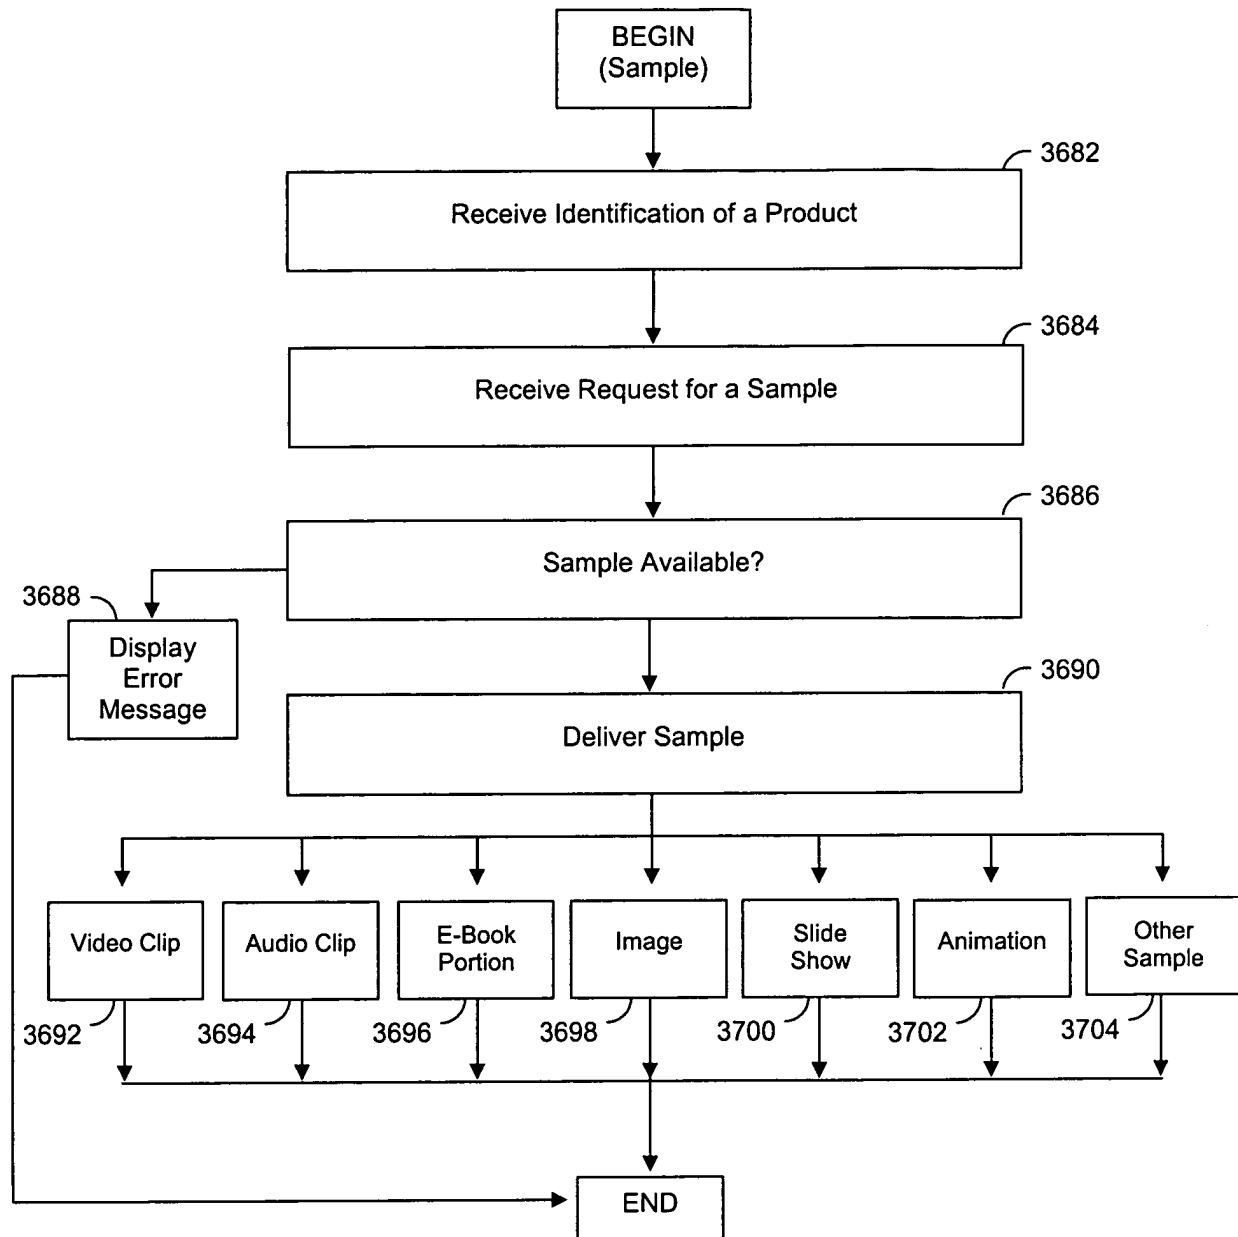 BEGIN
(Sample)
3682
Receive Identification of a Product
3684
Receive Request for a Sample
3686
Sample Available?
3688
Display
Error
Message
3690
Deliver Sample
Video Clip
Audio Clip
E-Book
Portion
Image
Slide
Show
Animation
Other
Sample
3692
3694
3696
3698
3700
3702
3704
END